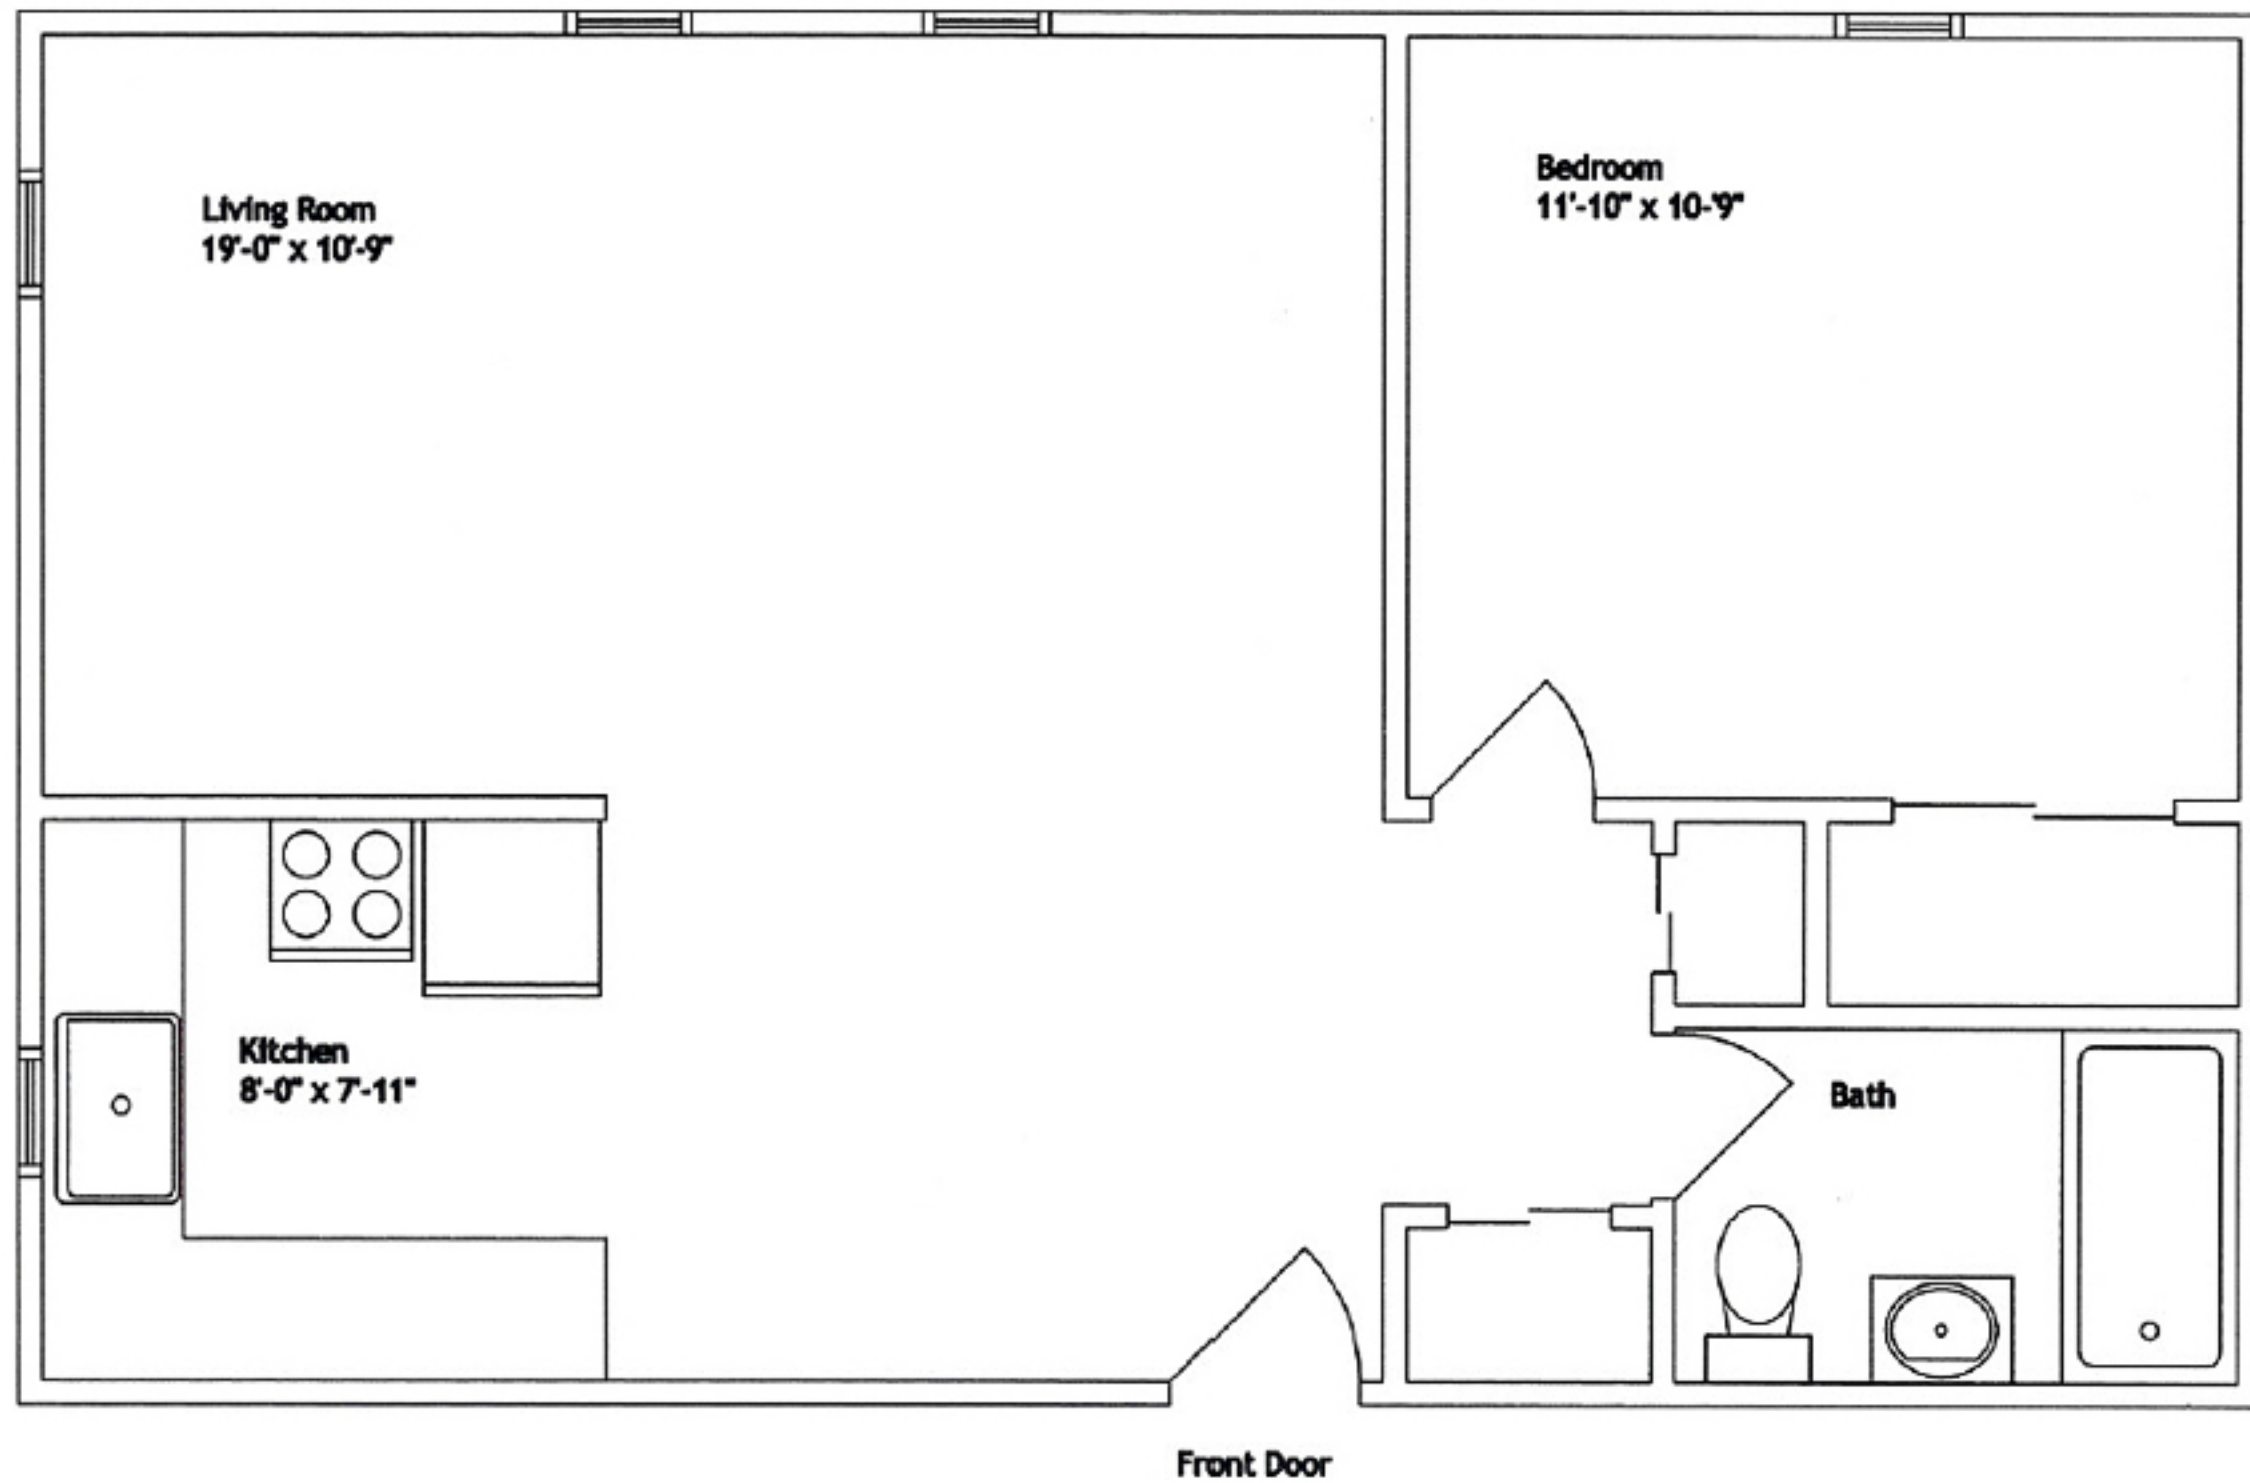 Living Room
19'-0" x 10'-9"
Bedroom
11'-10" x 10-'9"
Kitchen
8'-0" x 7'-11"
Bath
Front Door